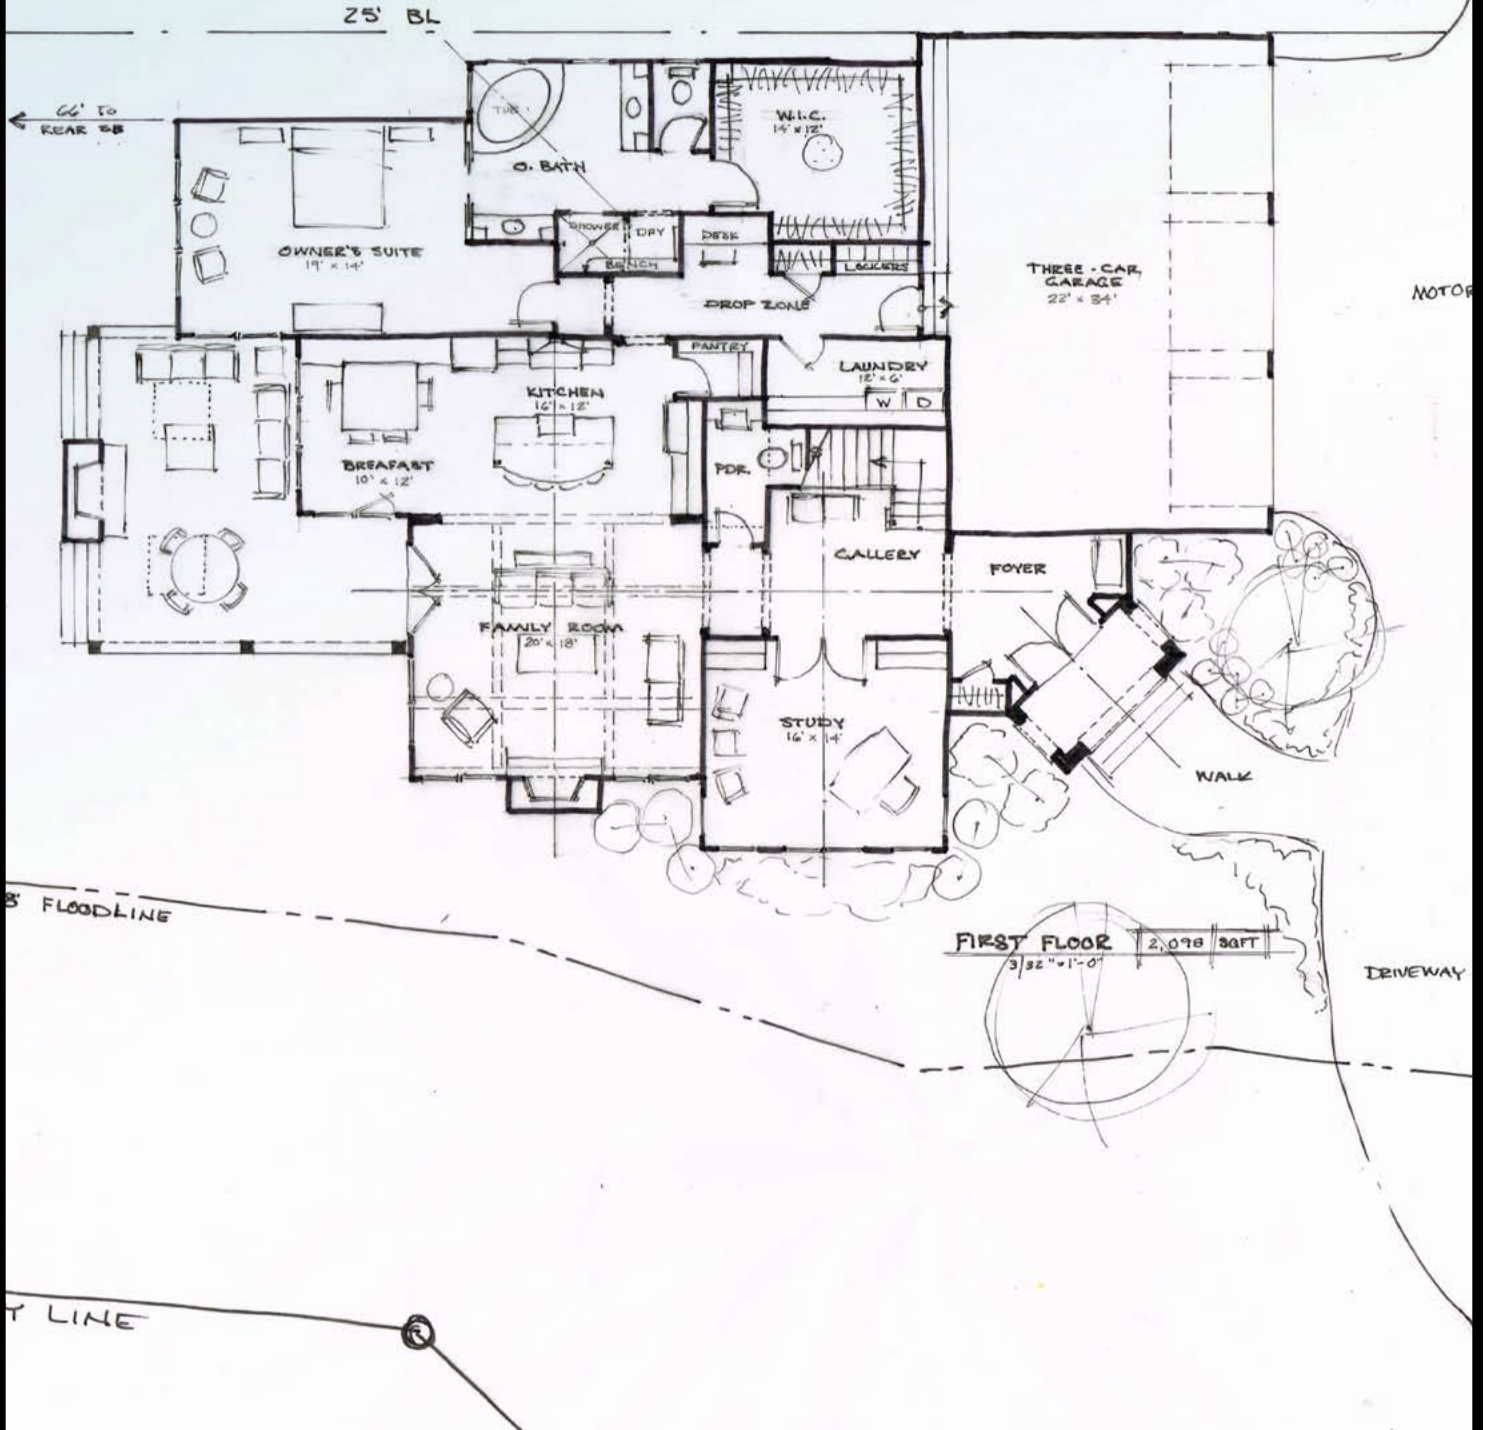 25' BL
66' TO
REAR SB
TUB
W.I.C.
14' x 12'
O. BATH
OWNER'S SUITE
19' x 14'
SHOWER
DRY
BENCH
DESK
LOCKERS
DROP ZONE
THREE-CAR
GARAGE
22' x 34'
MOTOR
PANTRY
LAUNDRY
12' x 6'
W
D
KITCHEN
16' x 12'
BREAFAST
10' x 12'
PDR.
GALLERY
FOYER
FAMILY ROOM
20' x 18'
STUDY
16' x 14'
WALK
8' FLOODLINE
FIRST FLOOR
2,098 SQFT
3/32" = 1'-0"
DRIVEWAY
T LINE